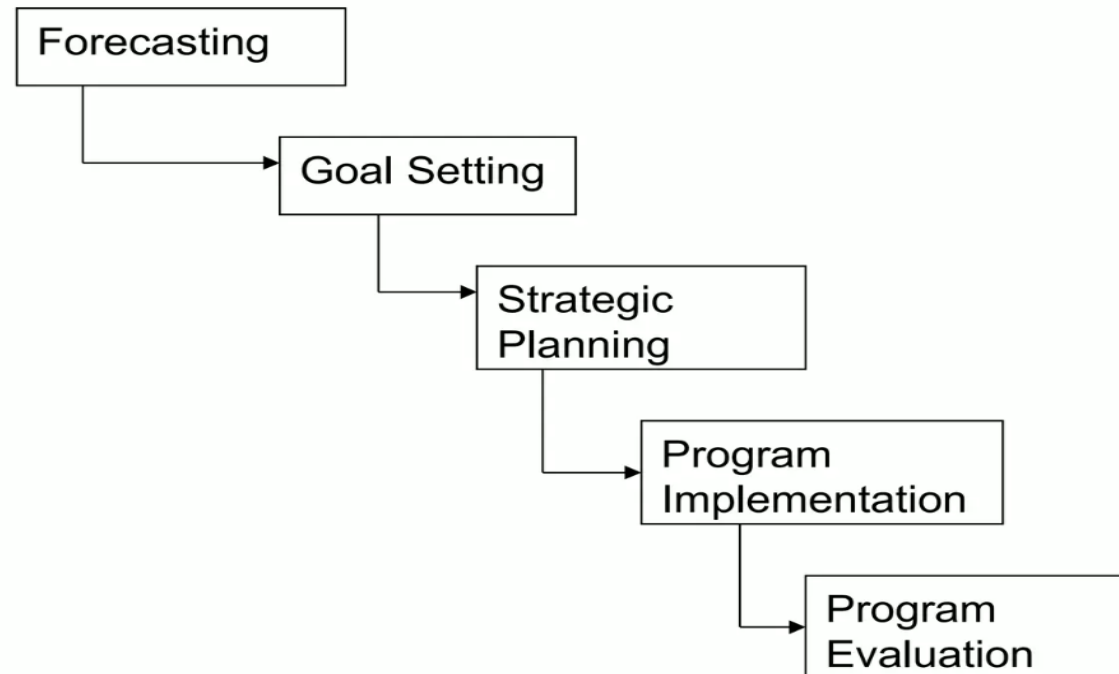 Forecasting
Goal Setting
Strategic
Planning
Program
Implementation
Program
Evaluation